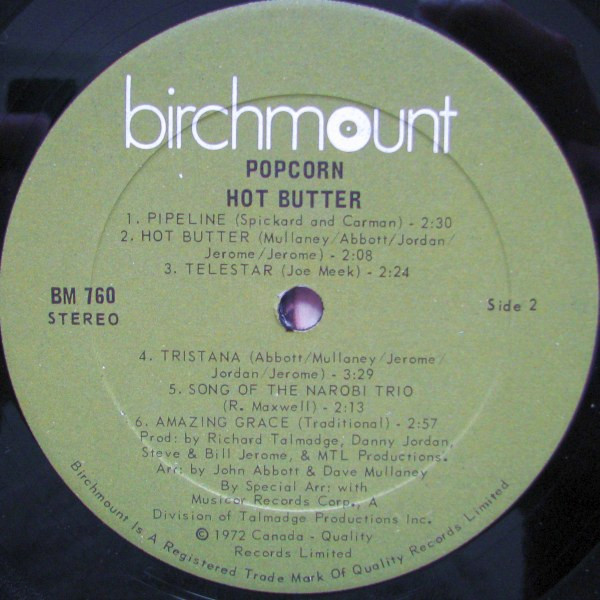 birchmount
POPCORN
HOT BUTTER
1. PIPELINE (Spickard and Carman) - 2:30
2. HOT BUTTER (Mullaney/Abbott/Jordan/
Jerome/Jerome) - 2:08
3. TELESTAR (Joe Meek) - 2:24
BM 760
STEREO
Side 2
4. TRISTANA (Abbott/Mullaney/Jerome/
Jordan/Jerome) - 3:29
5. SONG OF THE NAROBI TRIO
(R. Maxwell) - 2:13
6. AMAZING GRACE (Traditional) - 2:57
Prod: by Richard Talmadge, Danny Jordan,
Steve & Bill Jerome, & MTL Productions.
Arr: by John Abbott & Dave Mullaney
By Special Arr: with
Musicor Records Corp., A
Division of Talmadge Productions Inc.
© 1972 Canada - Quality
Records Limited
Birchmount Is A Registered Trade Mark Of Quality Records Limited